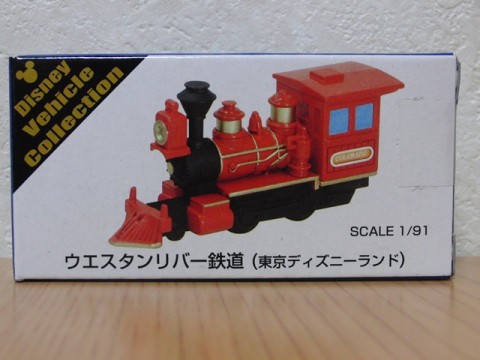 Disney
Vehicle
Collection
COLORADO
SCALE 1/91
ウエスタンリバー鉄道（東京ディズニーランド）